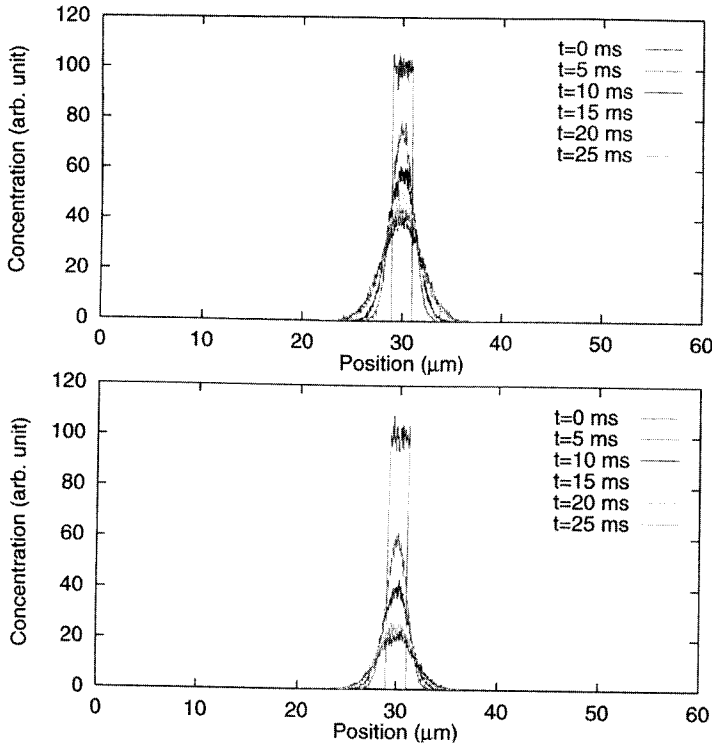 120
100
80
60
40
20
0
Concentration (arb. unit)
t=0 ms
t=5 ms
t=10 ms
t=15 ms
t=20 ms
t=25 ms
0 10 20 30 40 50 60
Position (μm)
120
100
80
60
40
20
0
Concentration (arb. unit)
t=0 ms
t=5 ms
t=10 ms
t=15 ms
t=20 ms
t=25 ms
0 20 30 40 50 60
Position (μm)